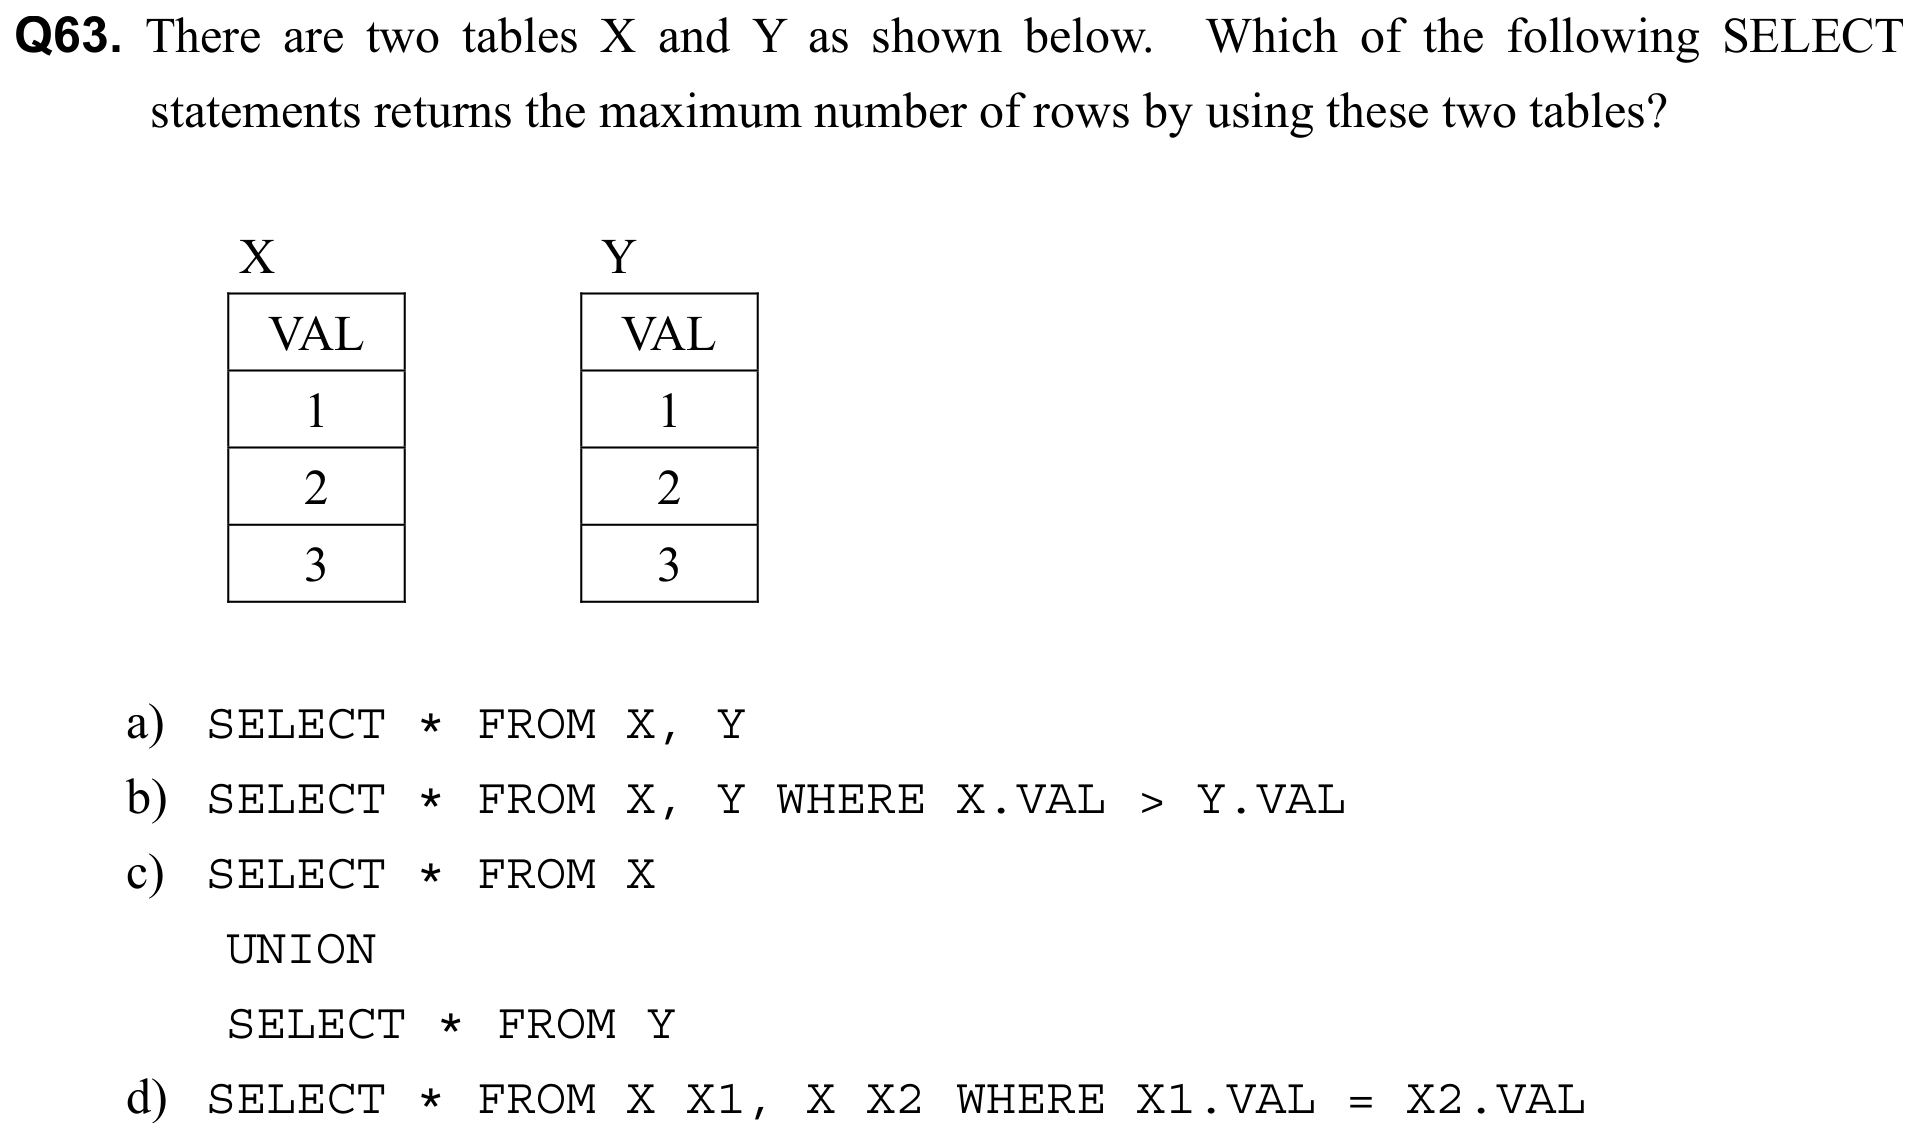 Q63. There are two tables X and Y as shown below. Which of the following SELECT
statements returns the maximum number of rows by using these two tables?
X Y
VAL VAL
1 1
2 2
3 3
a) SELECT * FROM X, Y
b) SELECT * FROM X, Y WHERE X.VAL > Y.VAL
c) SELECT * FROM X
UNION
SELECT * FROM Y
d) SELECT * FROM X X1, X X2 WHERE X1.VAL = X2.VAL